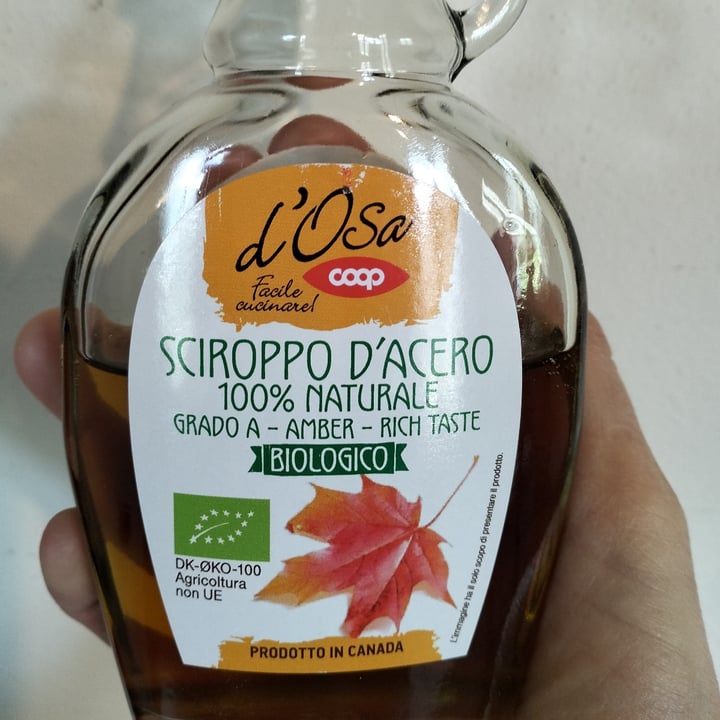 d'Osa
coop
Facile
cucinare!
SCIROPPO D'ACERO
100% NATURALE
GRADO A – AMBER – RICH TASTE
BIOLOGICO
DK-ØKO-100
Agricoltura
non UE
L'immagine ha il solo scopo di presentare il prodotto.
PRODOTTO IN CANADA